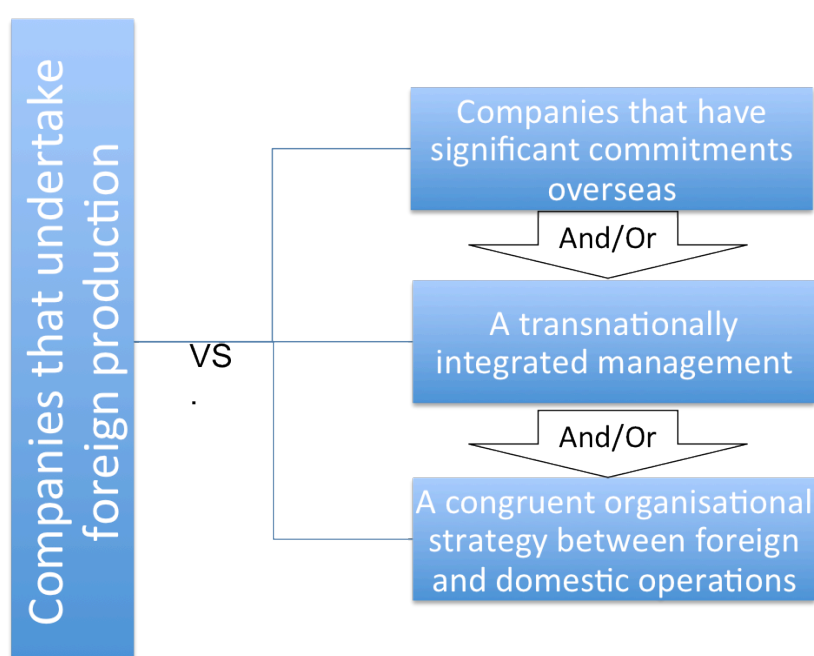 Companies that undertake
foreign production
VS
.
Companies that have
significant commitments
overseas
And/Or
A transnationally
integrated management
And/Or
A congruent organisational
strategy between foreign
and domestic operations